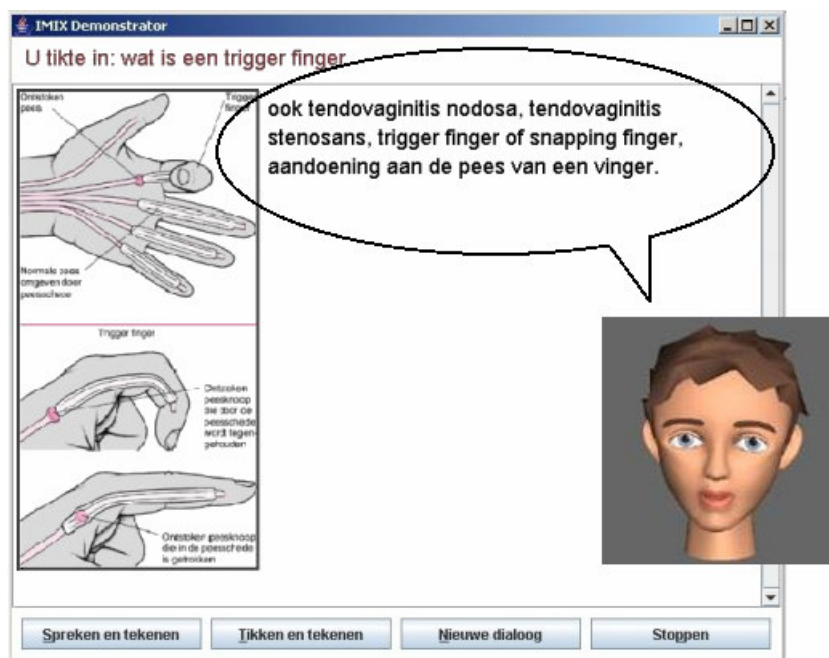 IMIX Demonstrator
U tikte in: wat is een trigger finger
Ontstoken
pees
Trigger
finger
ook tendovaginitis nodosa, tendovaginitis
stenosans, trigger finger of snapping finger,
aandoening aan de pees van een vinger.
Normale pees
omgeven door
peesschede
Trigger finger
Ontstoken
peesknoop
die door de
peesschede
wordt tegen-
gehouden
Ontstoken peesknoop
die in de peesschede
is getrokken
Spreken en tekenen
Tikken en tekenen
Nieuwe dialoog
Stoppen